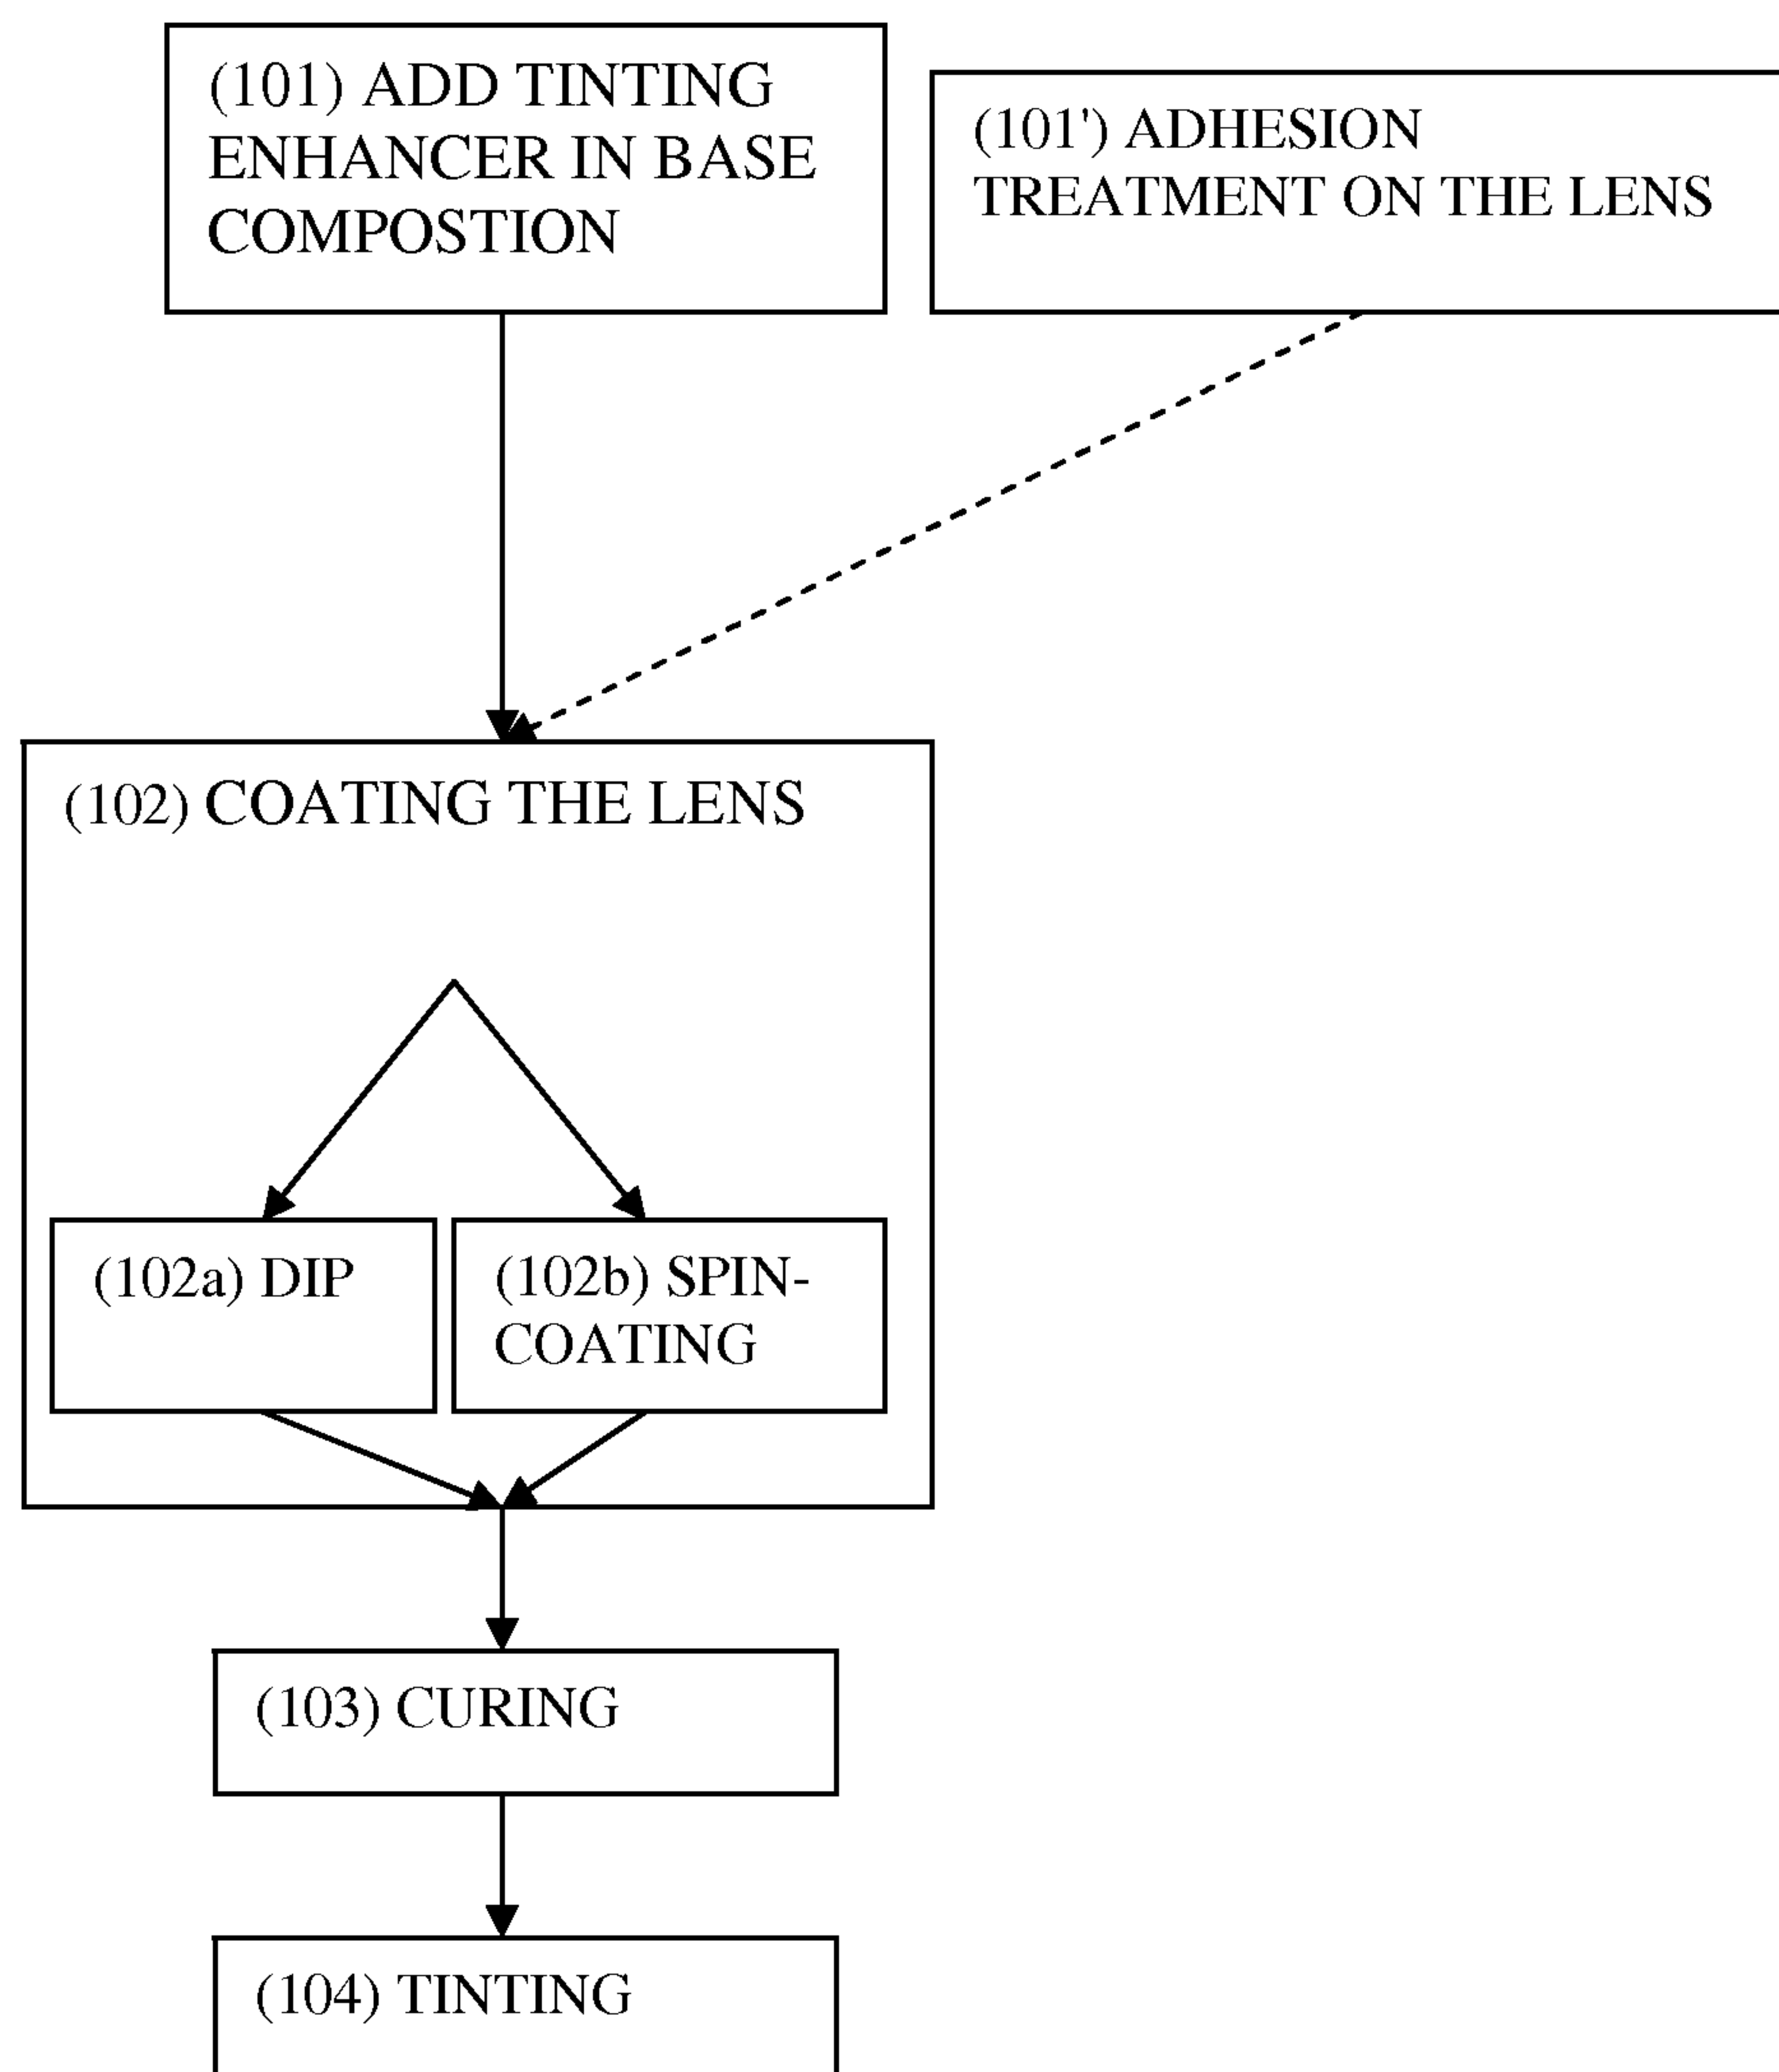 (101) ADD TINTING
ENHANCER IN BASE
COMPOSTION
(101') ADHESION
TREATMENT ON THE LENS
(102) COATING THE LENS
(102a) DIP
(102b) SPIN-
COATING
(103) CURING
(104) TINTING